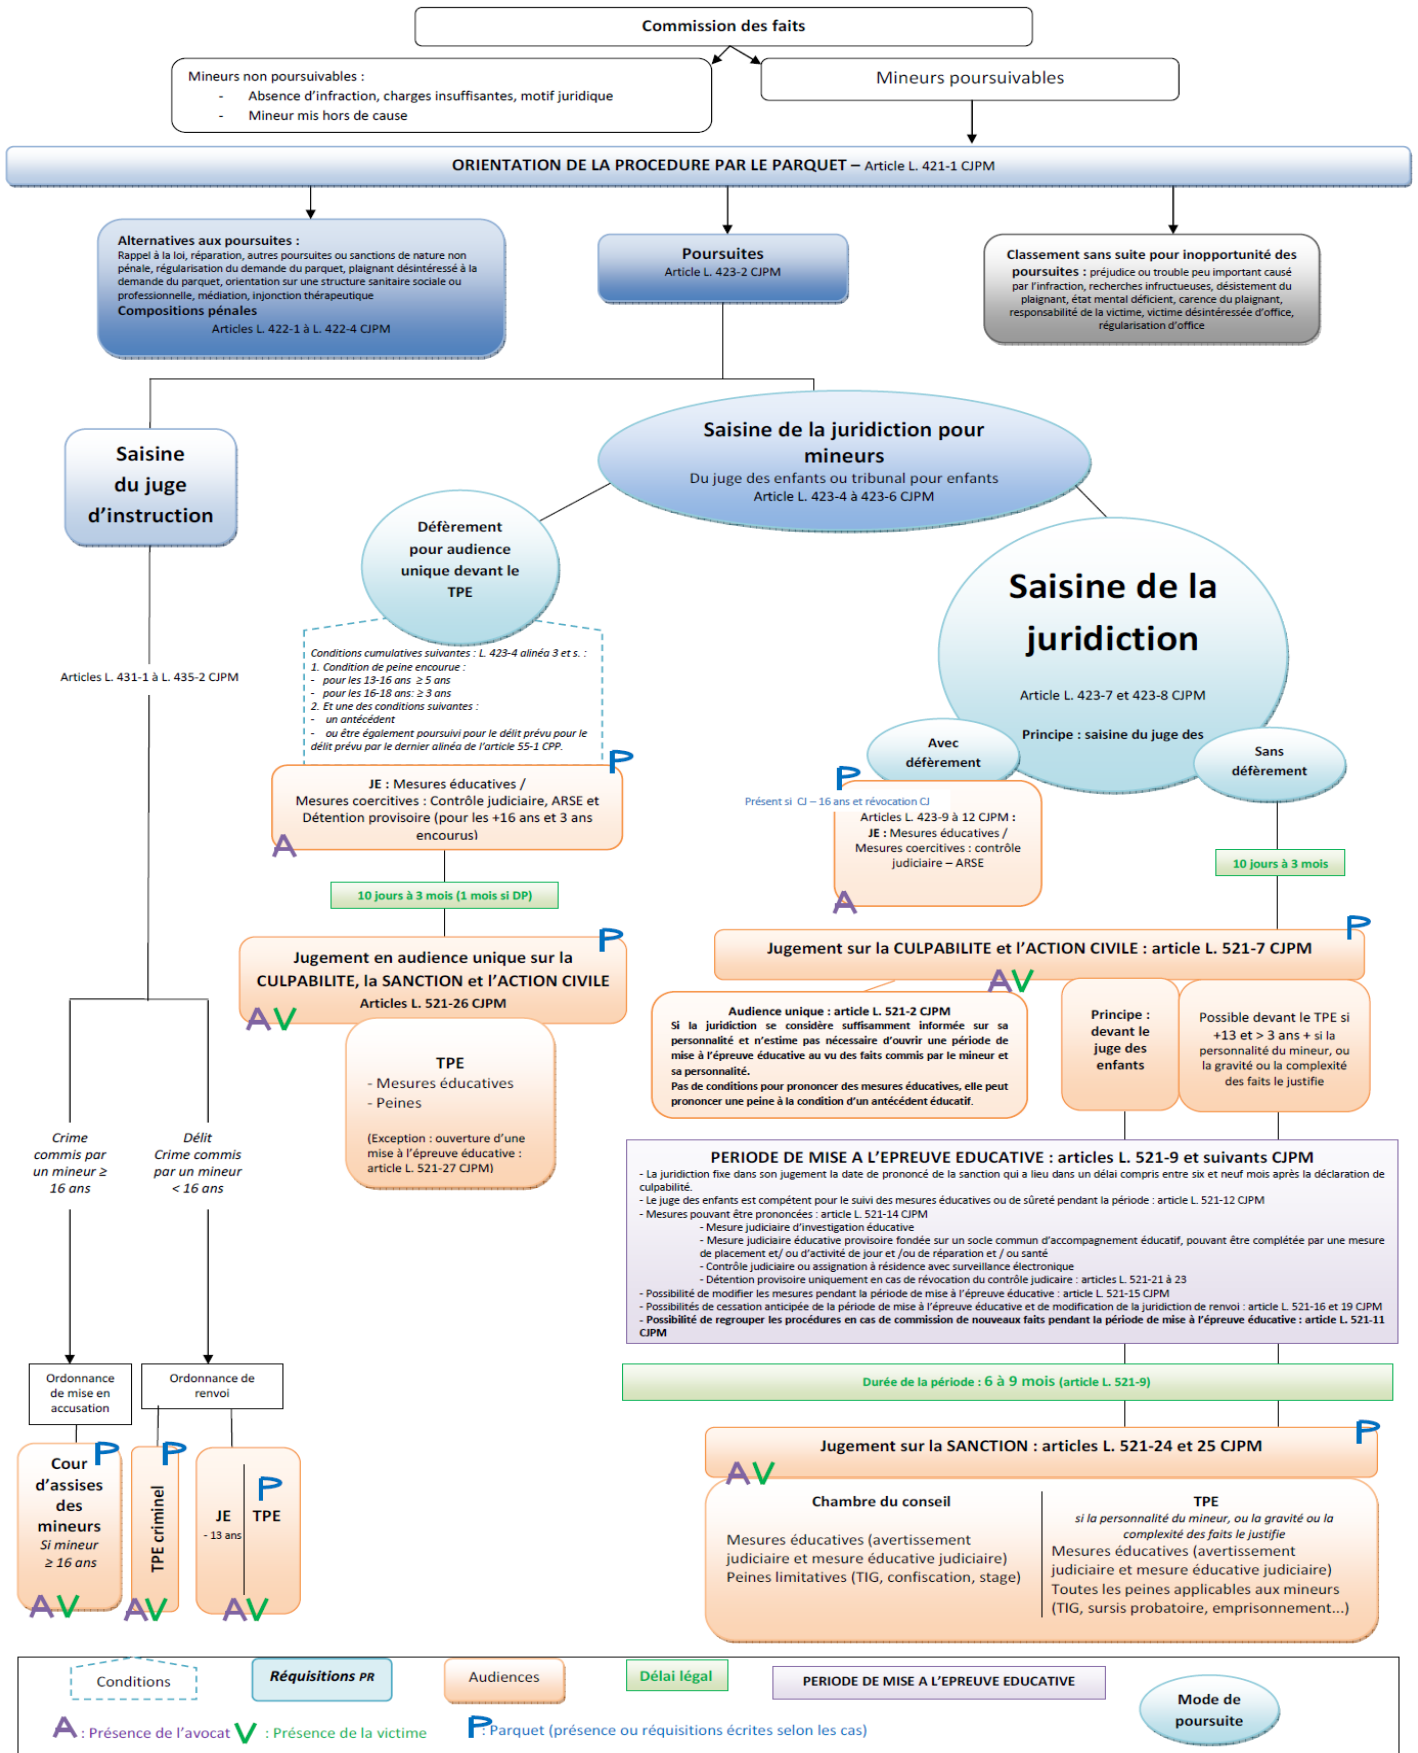 Commission des faits
Mineurs non poursuivables :
- Absence d'infraction, charges insuffisantes, motif juridique
- Mineur mis hors de cause
Mineurs poursuivables
ORIENTATION DE LA PROCEDURE PAR LE PARQUET – Article L. 421-1 CJPM
Alternatives aux poursuites :
Rappel à la loi, réparation, autres poursuites ou sanctions de nature non
pénale, régularisation du demande du parquet, plaignant désintéressé à la
demande du parquet, orientation sur une structure sanitaire sociale ou
professionnelle, médiation, injonction thérapeutique
Compositions pénales
Articles L. 422-1 à L. 422-4 CJPM
Poursuites
Article L. 423-2 CJPM
Classement sans suite pour inopportunité des
poursuites : préjudice ou trouble peu important causé
par l'infraction, recherches infructueuses, désistement du
plaignant, état mental déficient, carence du plaignant,
responsabilité de la victime, victime désintéressée d'office,
régularisation d'office
Saisine
du juge
d'instruction
Saisine de la juridiction pour
mineurs
Du juge des enfants ou tribunal pour enfants
Article L. 423-4 à 423-6 CJPM
Défèrement
pour audience
unique devant le
TPE
Saisine de la
juridiction
Article L. 423-7 et 423-8 CJPM
Principe : saisine du juge des
Avec
défèrement
Sans
défèrement
Articles L. 431-1 à L. 435-2 CJPM
Conditions cumulatives suivantes : L. 423-4 alinéa 3 et s. :
1. Condition de peine encourue :
- pour les 13-16 ans ≥ 5 ans
- pour les 16-18 ans: ≥ 3 ans
2. Et une des conditions suivantes :
- un antécédent
- ou être également poursuivi pour le délit prévu pour le
délit prévu par le dernier alinéa de l'article 55-1 CPP.
P
JE : Mesures éducatives /
Mesures coercitives : Contrôle judiciaire, ARSE et
Détention provisoire (pour les +16 ans et 3 ans
encourus)
A
P
Présent si CJ – 16 ans et révocation CJ
Articles L. 423-9 à 12 CJPM :
JE : Mesures éducatives /
Mesures coercitives : contrôle
judiciaire – ARSE
A
10 jours à 3 mois
10 jours à 3 mois (1 mois si DP)
P
Jugement en audience unique sur la
CULPABILITE, la SANCTION et l'ACTION CIVILE
Articles L. 521-26 CJPM
A V
TPE
- Mesures éducatives
- Peines
(Exception : ouverture d'une
mise à l'épreuve éducative :
article L. 521-27 CJPM)
P
Jugement sur la CULPABILITE et l'ACTION CIVILE : article L. 521-7 CJPM
A V
Audience unique : article L. 521-2 CJPM
Si la juridiction se considère suffisamment informée sur sa
personnalité et n'estime pas nécessaire d'ouvrir une période de
mise à l'épreuve éducative au vu des faits commis par le mineur et
sa personnalité.
Pas de conditions pour prononcer des mesures éducatives, elle peut
prononcer une peine à la condition d'un antécédent éducatif.
Principe :
devant le
juge des
enfants
Possible devant le TPE si
+13 et > 3 ans + si la
personnalité du mineur, ou
la gravité ou la complexité
des faits le justifie
Crime
commis par
un mineur ≥
16 ans
Délit
Crime commis
par un mineur
< 16 ans
PERIODE DE MISE A L'EPREUVE EDUCATIVE : articles L. 521-9 et suivants CJPM
- La juridiction fixe dans son jugement la date de prononcé de la sanction qui a lieu dans un délai compris entre six et neuf mois après la déclaration de
culpabilité.
- Le juge des enfants est compétent pour le suivi des mesures éducatives ou de sûreté pendant la période : article L. 521-12 CJPM
- Mesures pouvant être prononcées : article L. 521-14 CJPM
- Mesure judiciaire d'investigation éducative
- Mesure judiciaire éducative provisoire fondée sur un socle commun d'accompagnement éducatif, pouvant être complétée par une mesure
de placement et/ ou d'activité de jour et /ou de réparation et / ou santé
- Contrôle judiciaire ou assignation à résidence avec surveillance électronique
- Détention provisoire uniquement en cas de révocation du contrôle judicaire : articles L. 521-21 à 23
- Possibilité de modifier les mesures pendant la période de mise à l'épreuve éducative : article L. 521-15 CJPM
- Possibilités de cessation anticipée de la période de mise à l'épreuve éducative et de modification de la juridiction de renvoi : article L. 521-16 et 19 CJPM
- Possibilité de regrouper les procédures en cas de commission de nouveaux faits pendant la période de mise à l'épreuve éducative : article L. 521-11
CJPM
Durée de la période : 6 à 9 mois (article L. 521-9)
Ordonnance
de mise en
accusation
Ordonnance de
renvoi
P
Cour
d'assises
des
mineurs
Si mineur
≥ 16 ans
A V
P
TPE criminel
A V
JE
- 13 ans
P
TPE
A V
P
Jugement sur la SANCTION : articles L. 521-24 et 25 CJPM
A V
Chambre du conseil
Mesures éducatives (avertissement
judiciaire et mesure éducative judiciaire)
Peines limitatives (TIG, confiscation, stage)
TPE
si la personnalité du mineur, ou la gravité ou la
complexité des faits le justifie
Mesures éducatives (avertissement
judiciaire et mesure éducative judiciaire)
Toutes les peines applicables aux mineurs
(TIG, sursis probatoire, emprisonnement...)
Conditions
Réquisitions PR
Audiences
Délai légal
PERIODE DE MISE A L'EPREUVE EDUCATIVE
Mode de
poursuite
A : Présence de l'avocat V : Présence de la victime P: Parquet (présence ou réquisitions écrites selon les cas)